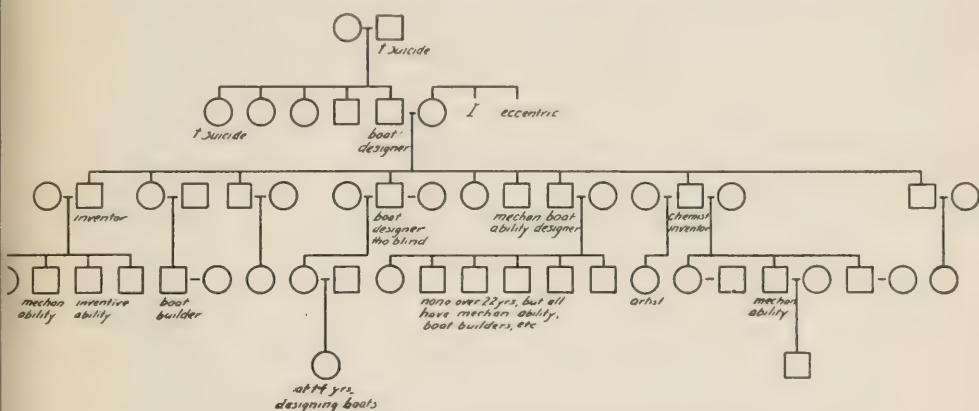 † suicide
† suicide
boat
designer
I
eccentric
inventor
boat
designer
tho blind
mechan
ability
boat
designer
chemist
inventor
mechan
ability
inventive
ability
boat
builder
none over 22 yrs, but all
have mechan ability,
boat builders, etc
artist
mechan
ability
yrs.
designing boats